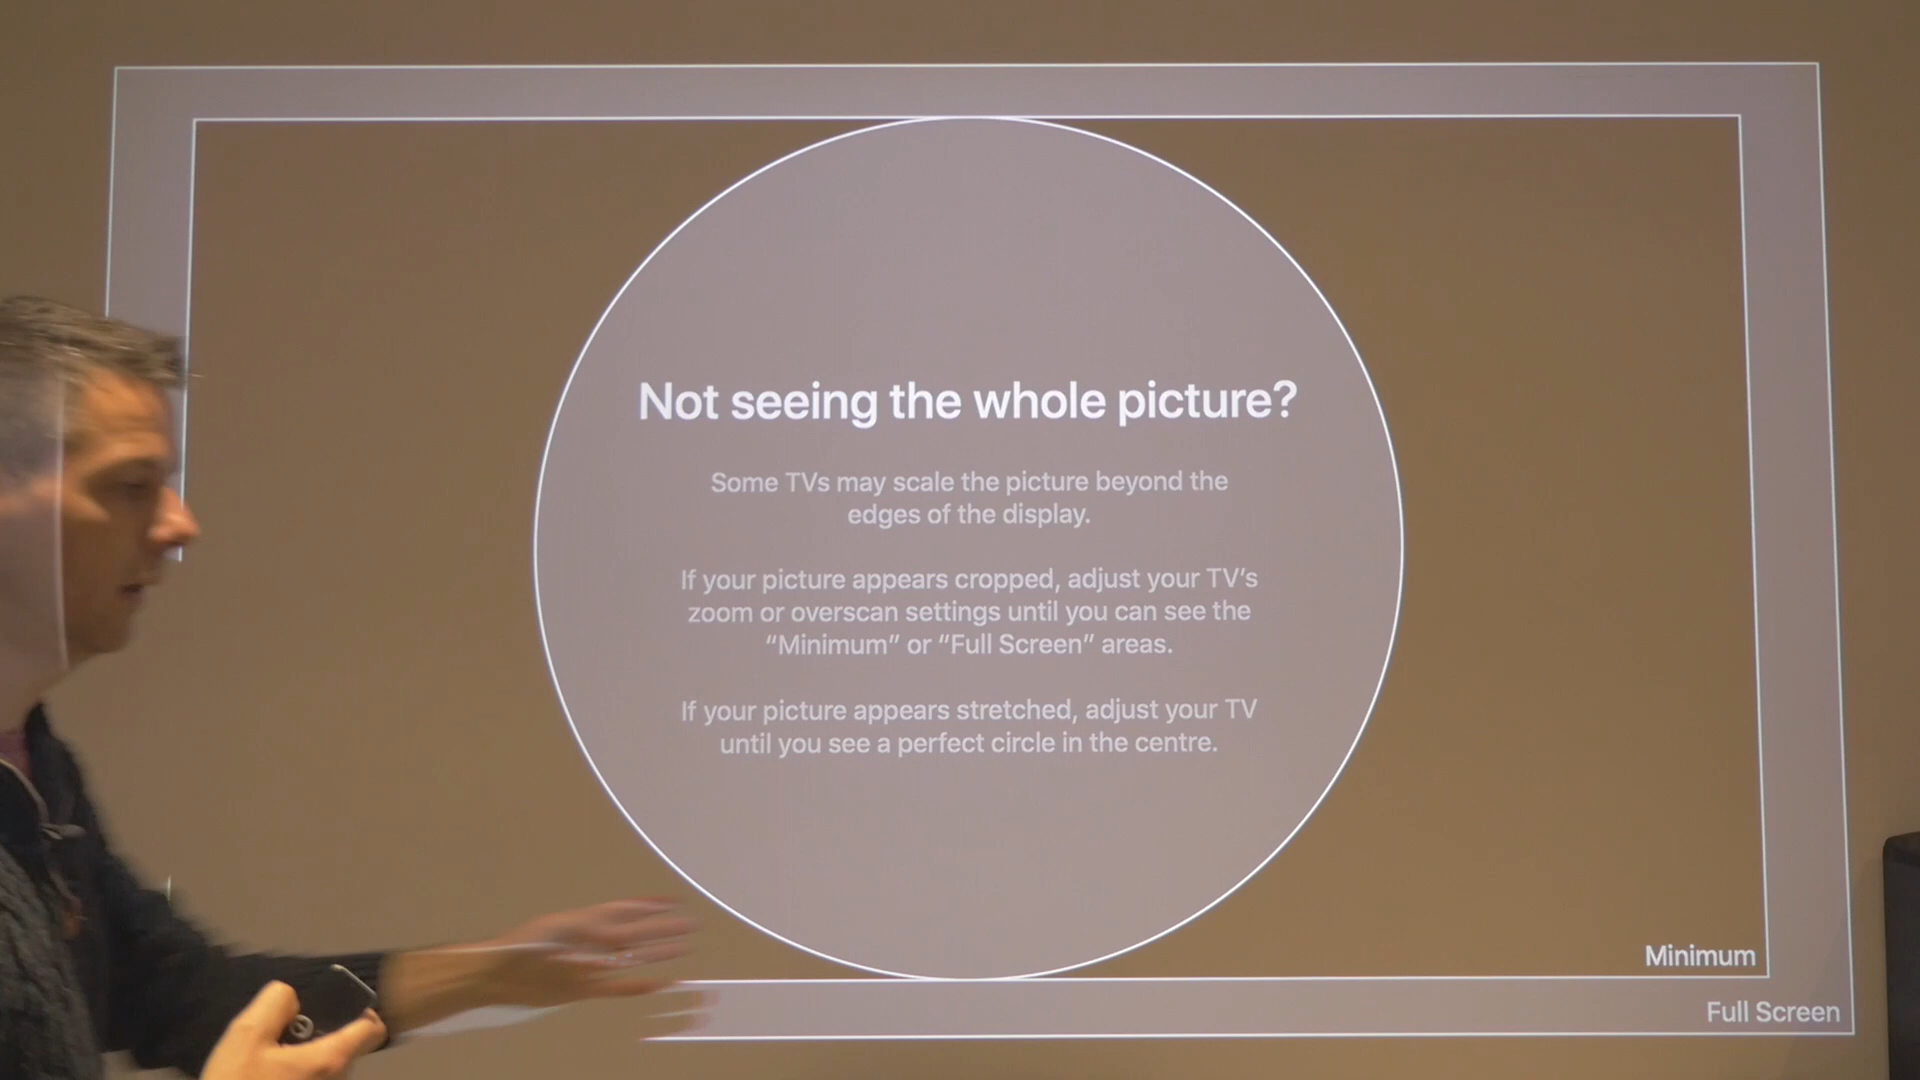 Not seeing the whole picture?
Some TVs may scale the picture beyond the
edges of the display.
If your picture appears cropped, adjust your TV’s
zoom or overscan settings until you can see the
“Minimum” or “Full Screen” areas.
If your picture appears stretched, adjust your TV
until you see a perfect circle in the centre.
Minimum
Full Screen